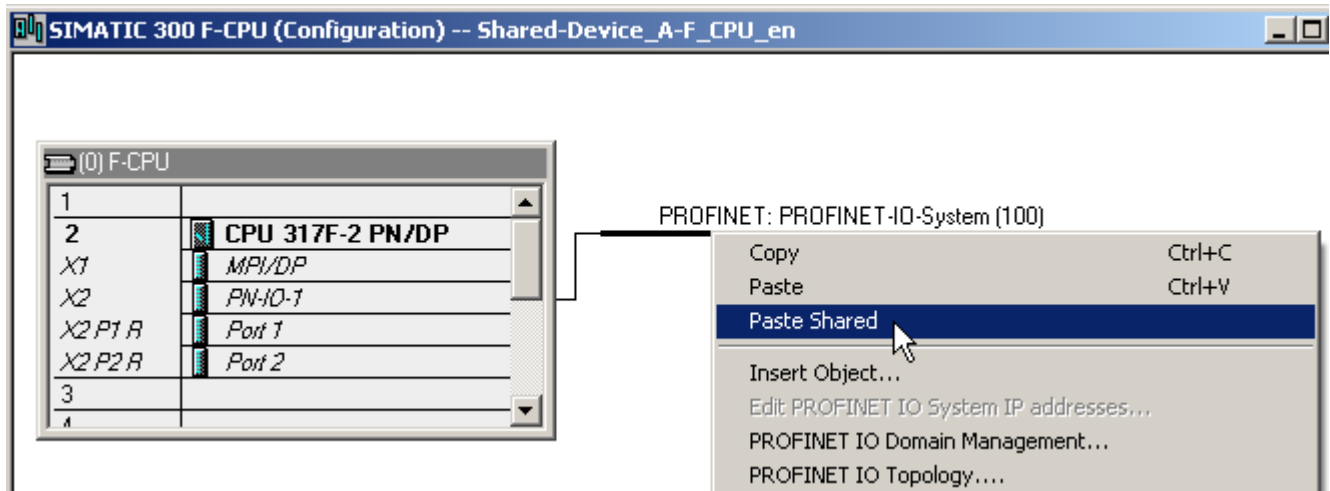 SIMATIC 300 F-CPU (Configuration) -- Shared-Device_A-F_CPU_en
(0) F-CPU
1
2 CPU 317F-2 PN/DP
X1 MPI/DP
X2 PN-IO-1
X2 P1 R Port 1
X2 P2 R Port 2
3
4
PROFINET: PROFINET-IO-System (100)
Copy Ctrl+C
Paste Ctrl+V
Paste Shared
Insert Object...
Edit PROFINET IO System IP addresses...
PROFINET IO Domain Management...
PROFINET IO Topology....